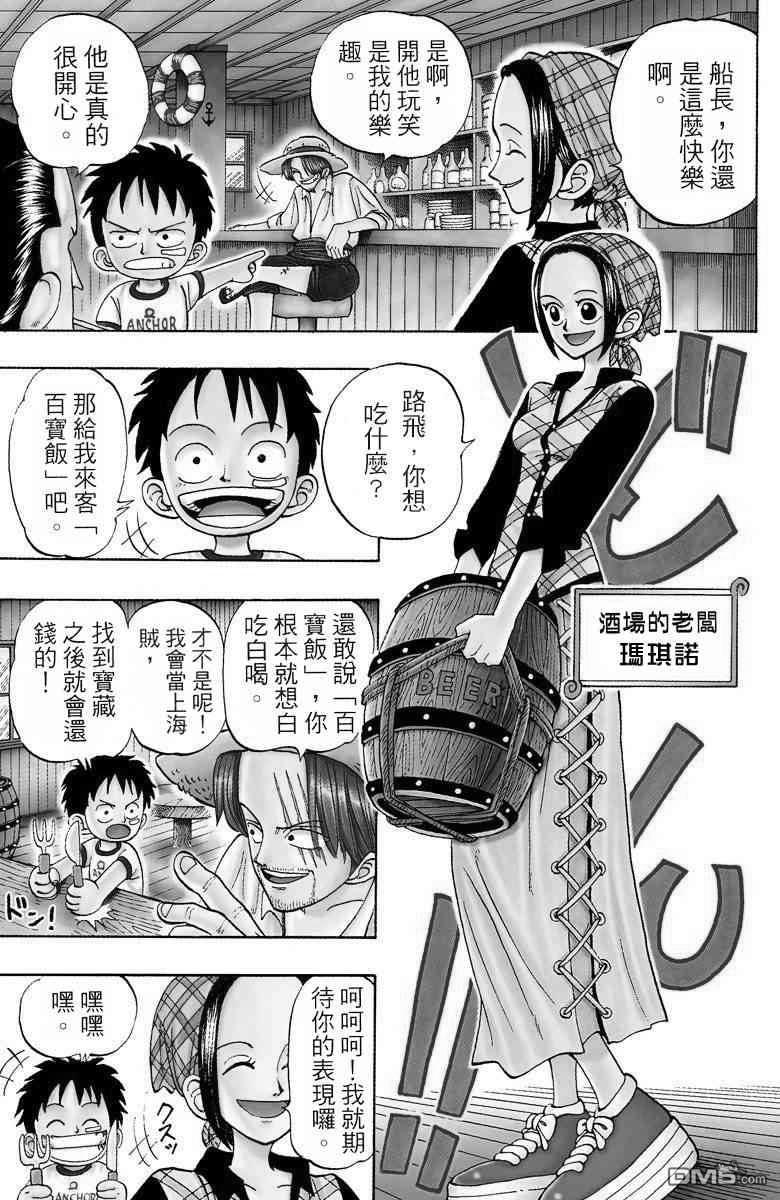 船長，你還
是這麼快樂
啊。
是啊，
開他玩笑
是我的樂
趣。
他是真的
很開心。
ANCHOR
路飛，你想
吃什麼？
那給我來客「
百寶飯」吧。
酒場的老闆
瑪琪諾
BEER
還敢說「百
寶飯」，你
根本就想白
吃白喝。
才不是呢！
我會當上海
賊，
找到寶藏
之後就會還
錢的！
ドン！
呵呵呵！我就期
待你的表現囉。
クスッ
嘿嘿
嘿。
ANCHOR
DM5.com